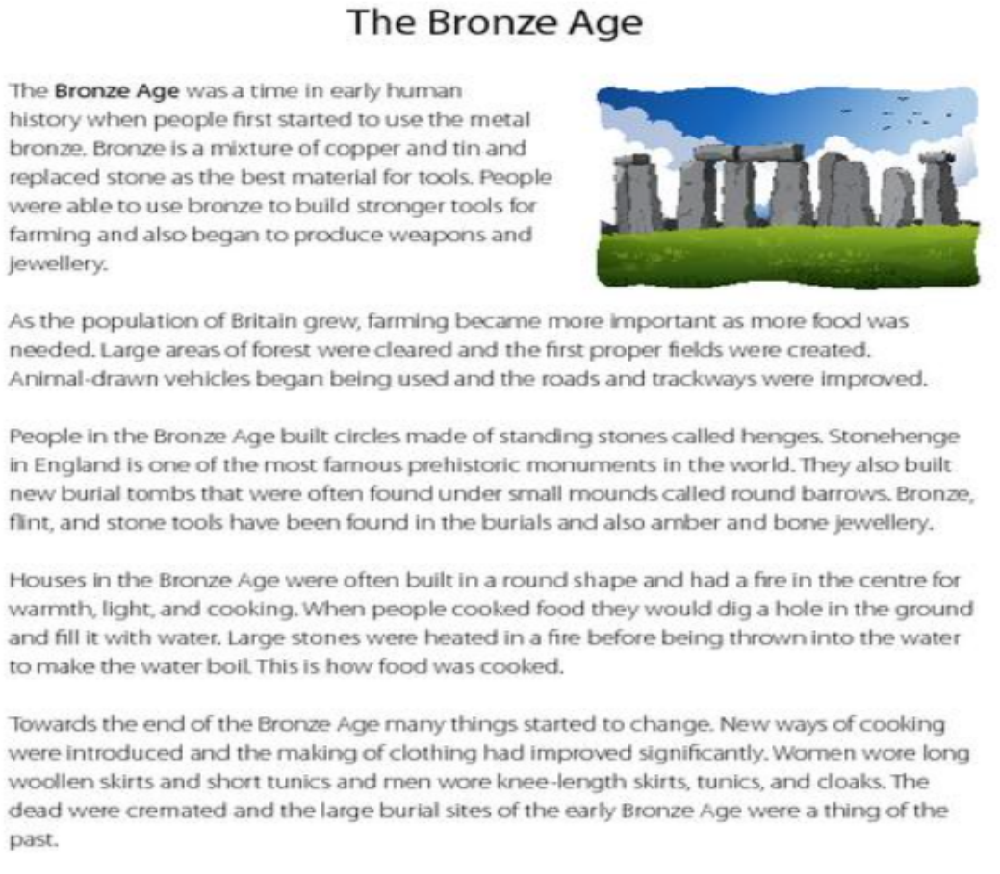 The Bronze Age
The Bronze Age was a time in early human
history when people first started to use the metal
bronze. Bronze is a mixture of copper and tin and
replaced stone as the best material for tools. People
were able to use bronze to build stronger tools for
farming and also began to produce weapons and
jewellery.
As the population of Britain grew, farming became more important as more food was
needed. Large areas of forest were cleared and the first proper fields were created.
Animal-drawn vehicles began being used and the roads and trackways were improved.
People in the Bronze Age built circles made of standing stones called henges. Stonehenge
in England is one of the most famous prehistoric monuments in the world. They also built
new burial tombs that were often found under small mounds called round barrows. Bronze,
flint, and stone tools have been found in the burials and also amber and bone jewellery.
Houses in the Bronze Age were often built in a round shape and had a fire in the centre for
warmth, light, and cooking. When people cooked food they would dig a hole in the ground
and fill it with water. Large stones were heated in a fire before being thrown into the water
to make the water boil. This is how food was cooked.
Towards the end of the Bronze Age many things started to change. New ways of cooking
were introduced and the making of clothing had improved significantly. Women wore long
woollen skirts and short tunics and men wore knee-length skirts, tunics, and cloaks. The
dead were cremated and the large burial sites of the early Bronze Age were a thing of the
past.